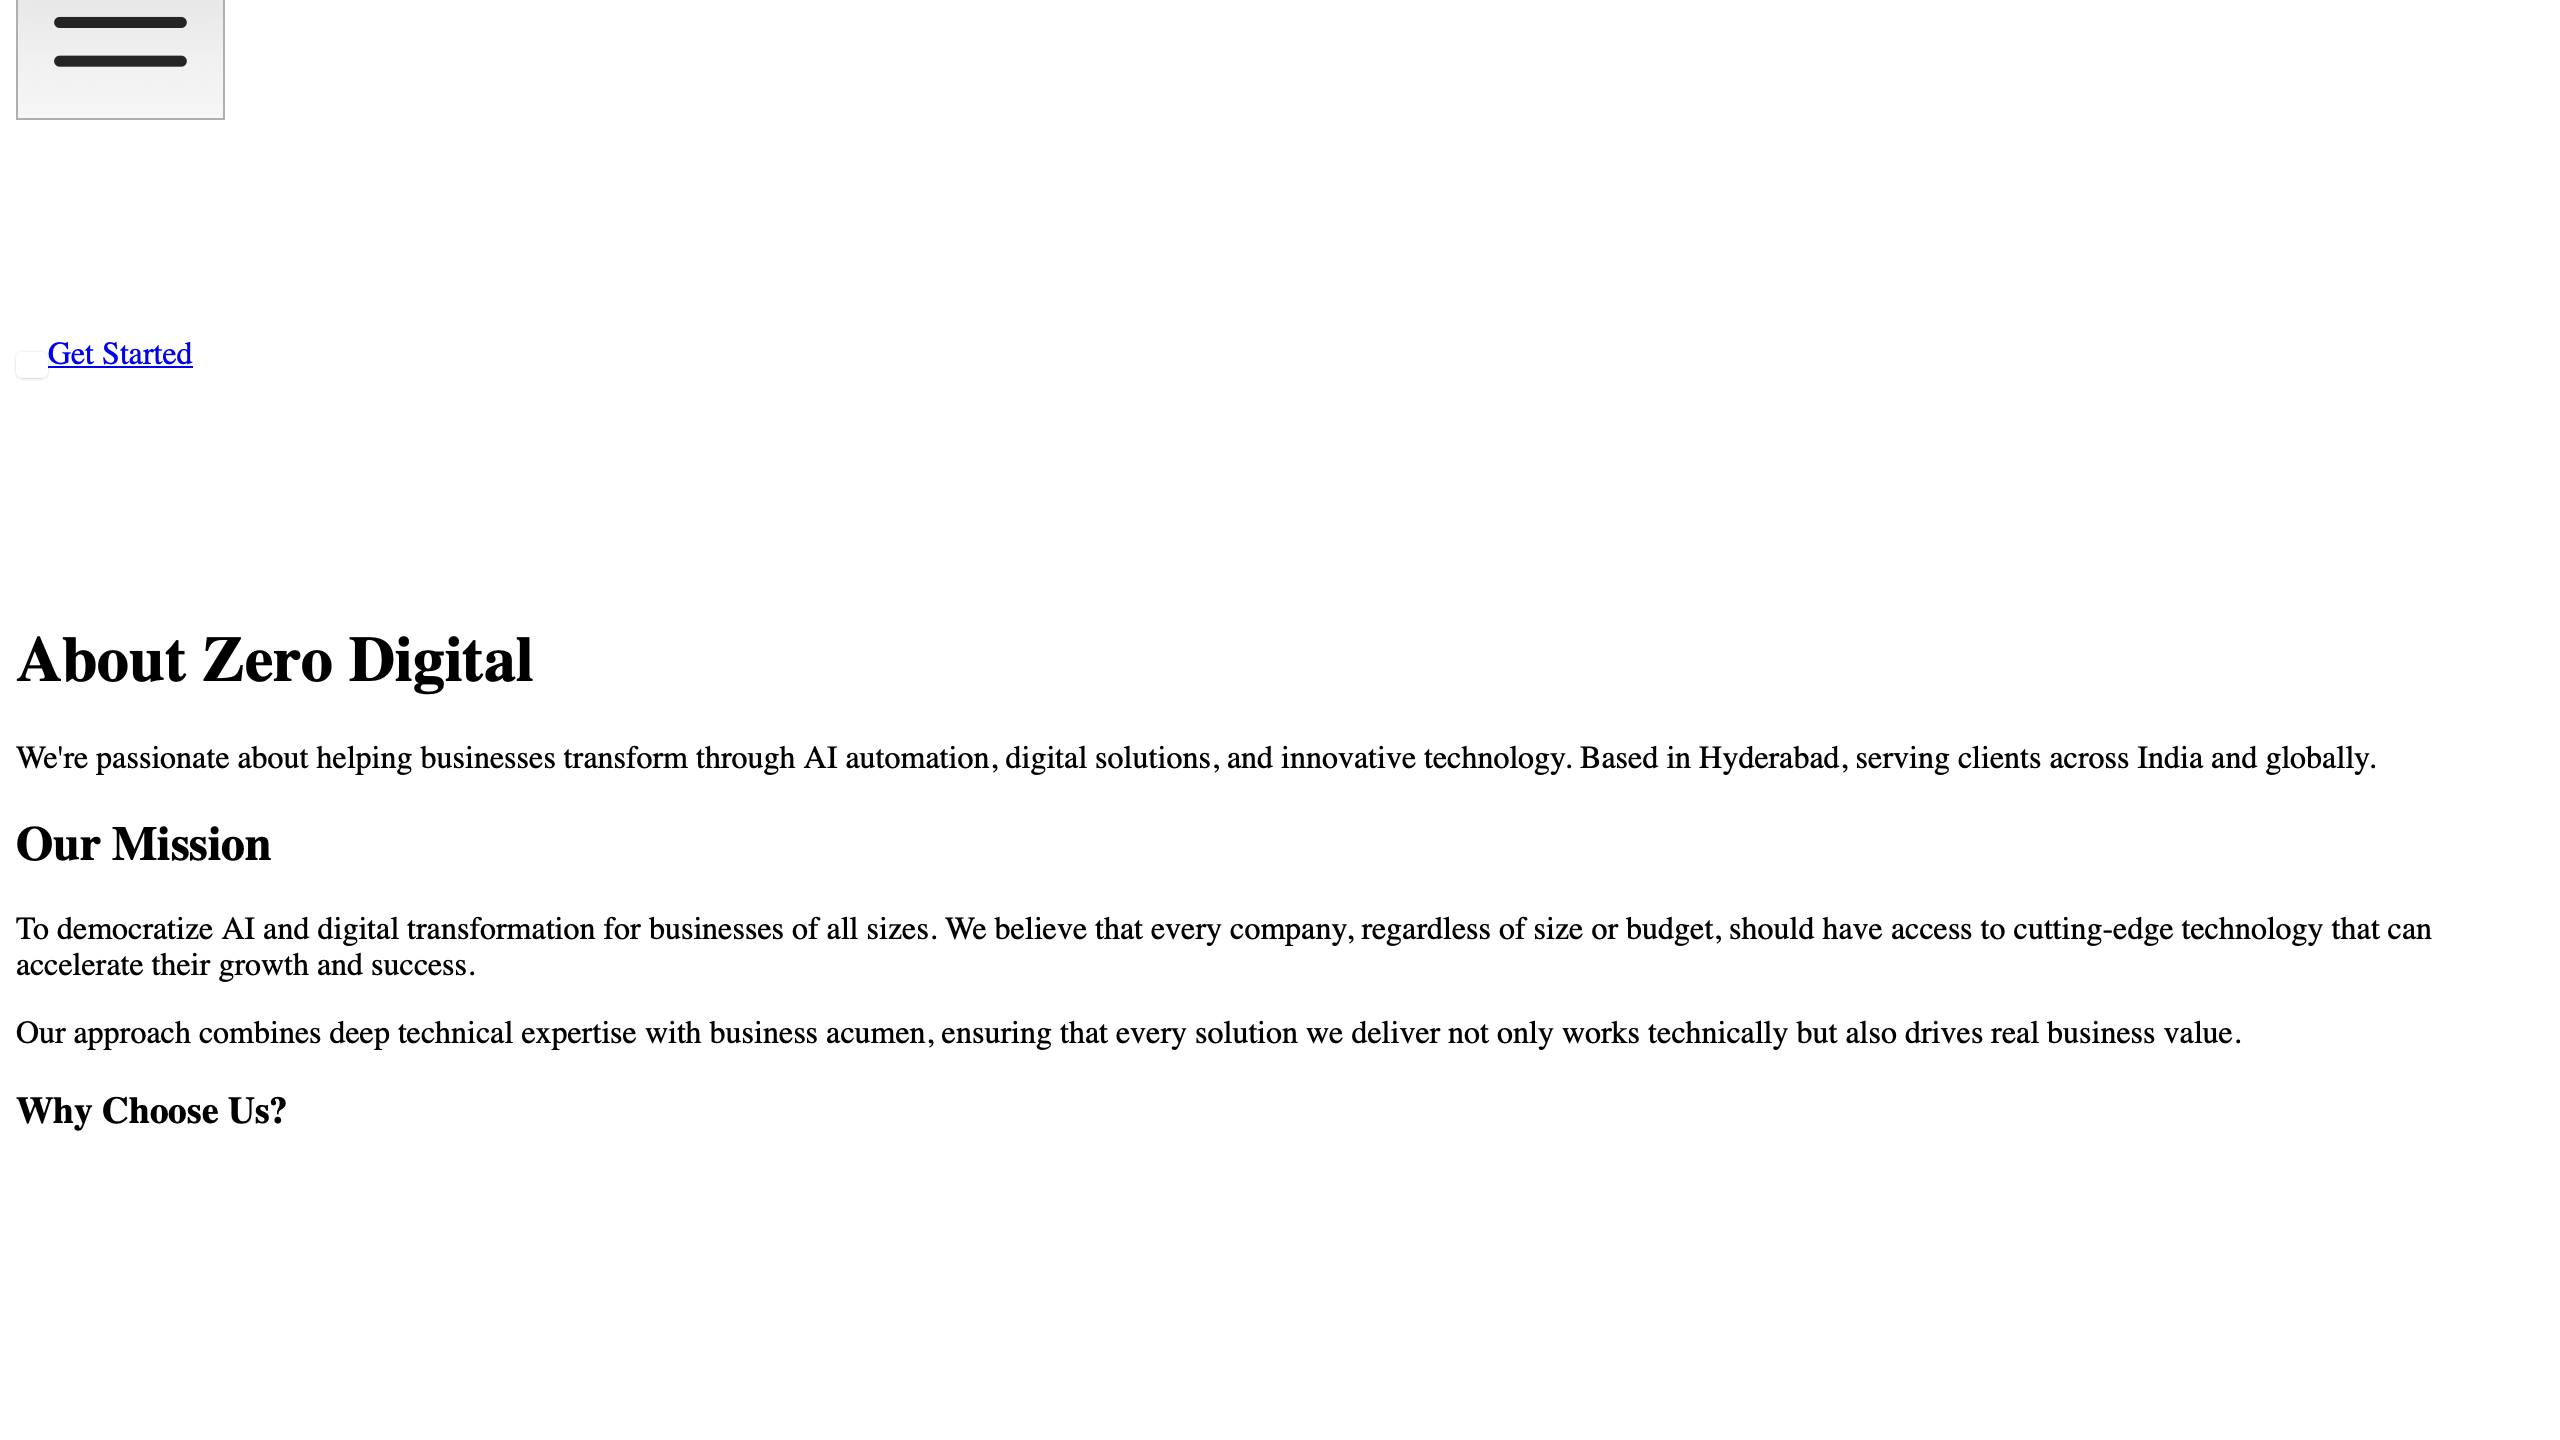 Get Started
About Zero Digital
We're passionate about helping businesses transform through AI automation, digital solutions, and innovative technology. Based in Hyderabad, serving clients across India and globally.
Our Mission
To democratize AI and digital transformation for businesses of all sizes. We believe that every company, regardless of size or budget, should have access to cutting-edge technology that can
accelerate their growth and success.
Our approach combines deep technical expertise with business acumen, ensuring that every solution we deliver not only works technically but also drives real business value.
Why Choose Us?